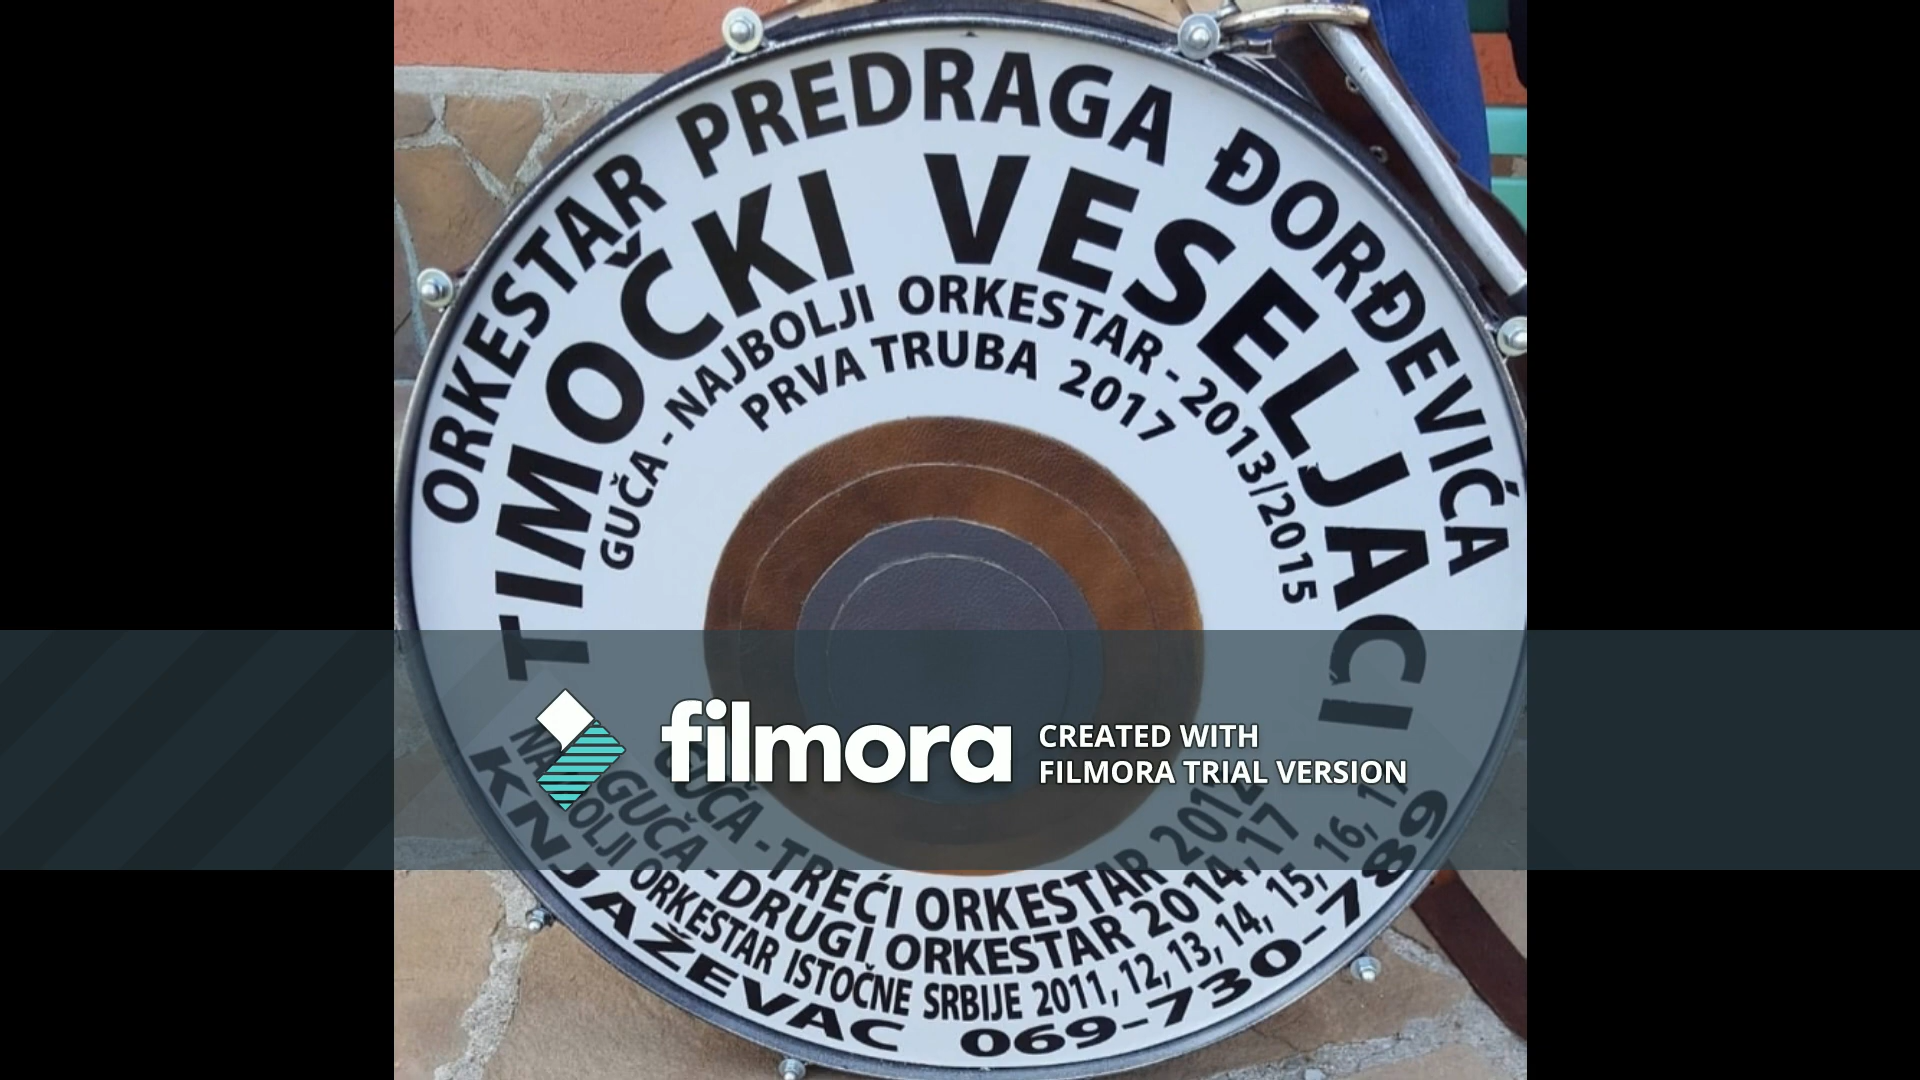 ORKESTAR PREDRAGA ĐORĐEVIĆA
TIMOČKI VESELJACI
GUČA - NAJBOLJI ORKESTAR - 2013/2015
PRVA TRUBA 2017
filmora
CREATED WITH
FILMORA TRIAL VERSION
GUČA - TREĆI ORKESTAR 2012
GUČA - DRUGI ORKESTAR 2014, 17
NAJBOLJI ORKESTAR ISTOČNE SRBIJE 2011, 12, 13, 14, 15, 16, 17
KNJAŽEVAC 069-730-789